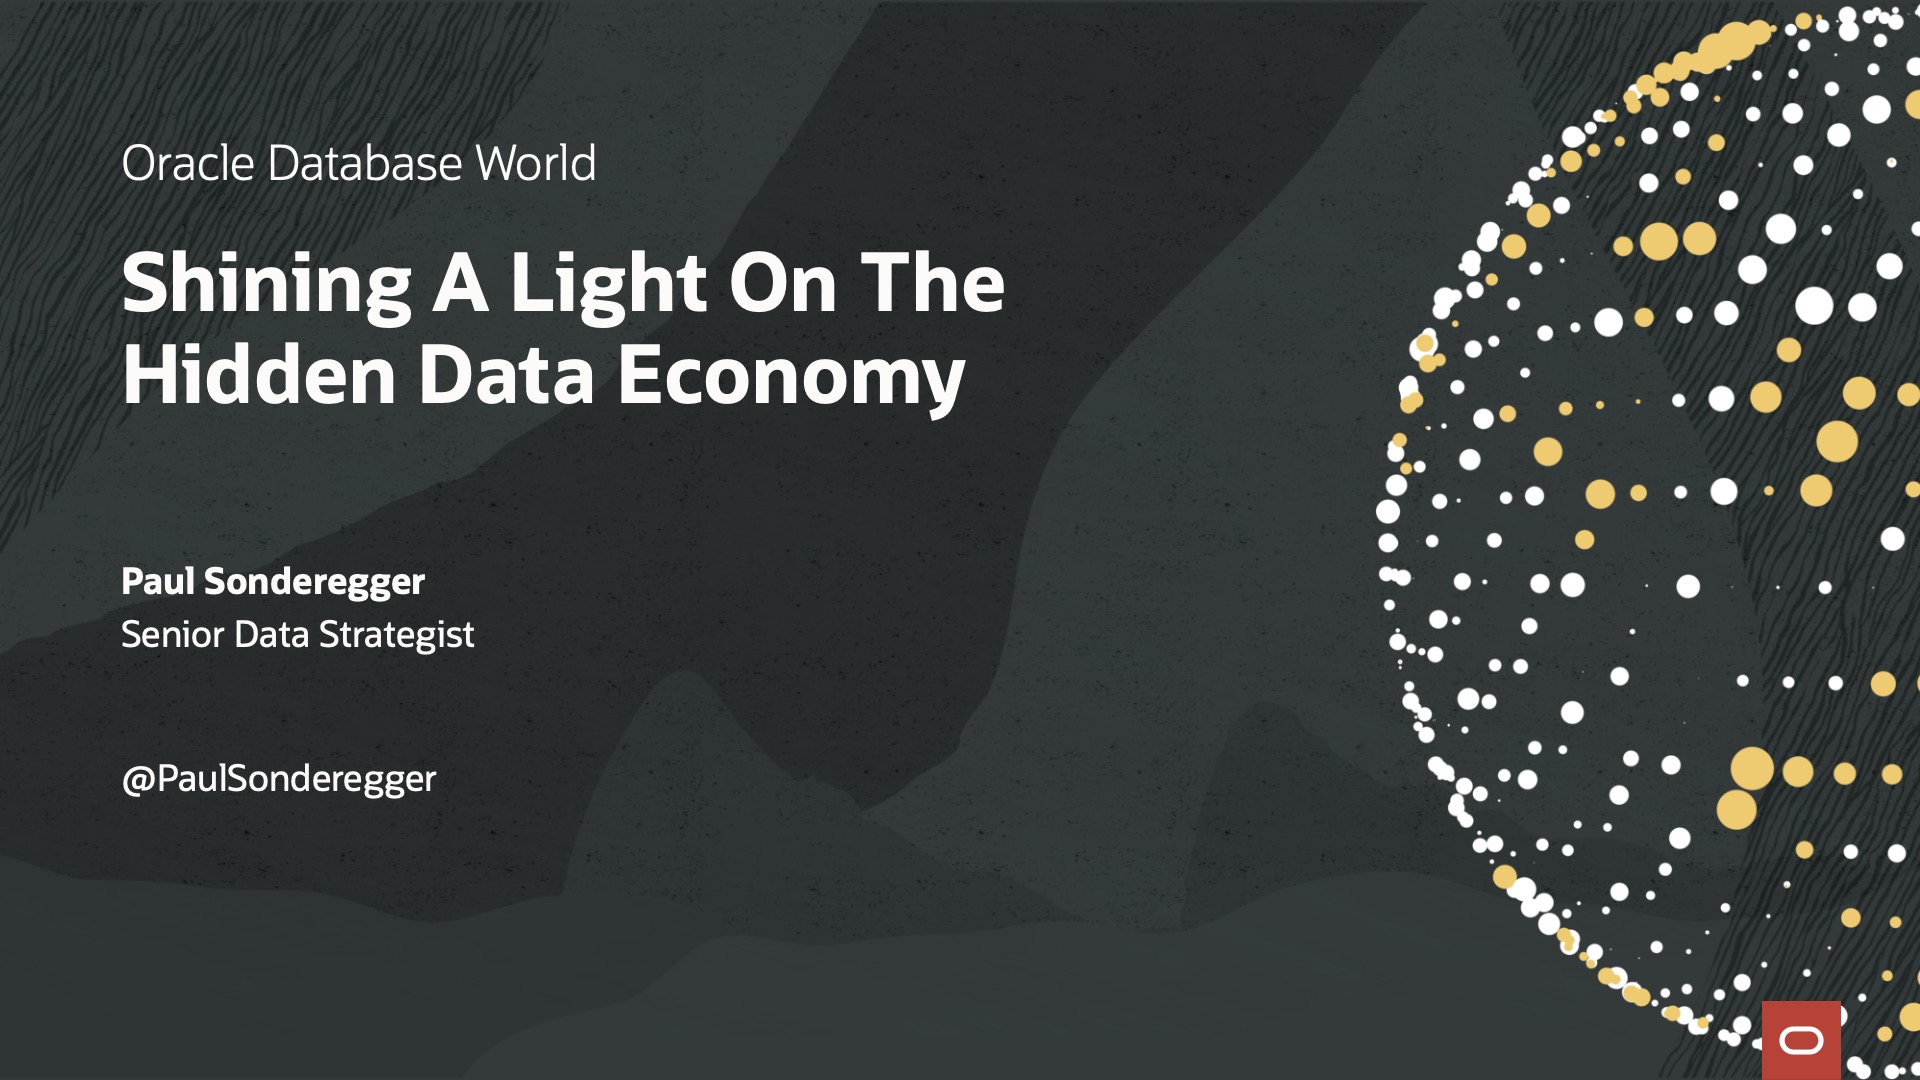 Oracle Database World
Shining A Light On The
Hidden Data Economy
Paul Sonderegger
Senior Data Strategist
@PaulSonderegger